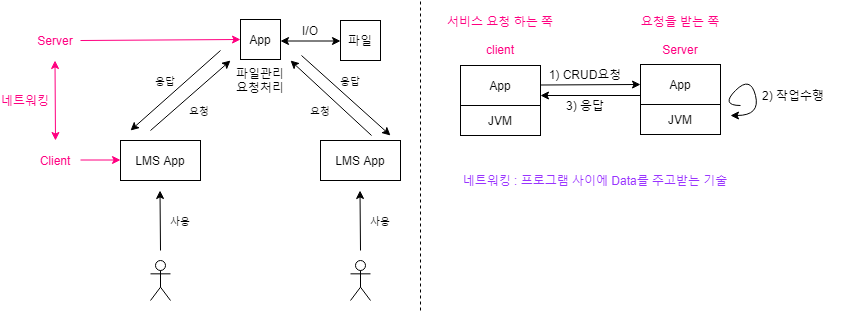 Server
App
I/O
파일
파일관리
요청처리
응답
요청
응답
요청
네트워킹
Client
LMS App
LMS App
사용
사용
서비스 요청 하는 쪽
요청을 받는 쪽
client
Server
App
1) CRUD요청
3) 응답
App
JVM
JVM
2) 작업수행
네트워킹 : 프로그램 사이에 Data를 주고받는 기술